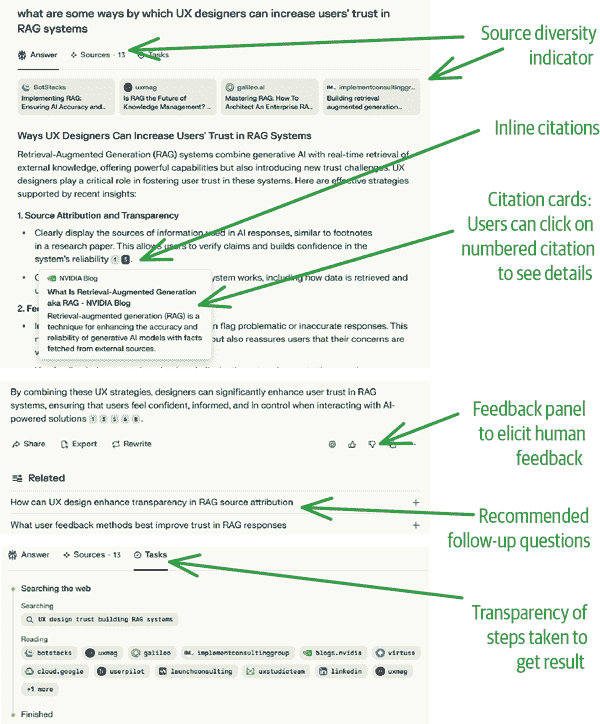 what are some ways by which UX designers can increase users' trust in
RAG systems
Answer
Sources · 13
Tasks
BotStacks
Implementing RAG:
Ensuring AI Accuracy and..
uxmag
Is RAG the Future of
Knowledge Management? ..
galileo.ai
Mastering RAG: How To
Architect An Enterprise RA..
implementconsultinggr..
Building retrieval
augmented generation...
Source diversity
indicator
Ways UX Designers Can Increase Users' Trust in RAG Systems
Retrieval-Augmented Generation (RAG) systems combine generative AI with real-time retrieval of
external knowledge, offering powerful capabilities but also introducing new trust challenges. UX
designers play a critical role in fostering user trust in these systems. Here are effective strategies
supported by recent insights:
Inline citations
1. Source Attribution and Transparency
Clearly display the sources of information used in AI responses, similar to footnotes
in a research paper. This allows users to verify claims and builds confidence in the
system's reliability 1
Citation cards:
Users can click on
numbered citation
to see details
system works, including how data is retrieved and
NVIDIA Blog
What Is Retrieval-Augmented Generation
aka RAG - NVIDIA Blog
Retrieval-augmented generation (RAG) is a
technique for enhancing the accuracy and
reliability of generative AI models with facts
fetched from external sources.
2. Fe
flag problematic or inaccurate responses. This
but also reassures users that their concerns are
By combining these UX strategies, designers can significantly enhance user trust in RAG
systems, ensuring that users feel confident, informed, and in control when interacting with AI-
powered solutions
Share
Export
Rewrite
Feedback panel
to elicit human
feedback
Related
How can UX design enhance transparency in RAG source attribution
What user feedback methods best improve trust in RAG responses
Recommended
follow-up questions
Answer
Sources · 13
Tasks
Searching the web
Searching
UX design trust building RAG systems
Reading
botstacks
uxmag
galileo
implementconsultinggroup
blogs.nvidia
virtuss
cloud.google
userpilot
launchconsulting
uxstudioteam
linkedin
uxmag
+1 more
Finished
Transparency of
steps taken to
get result